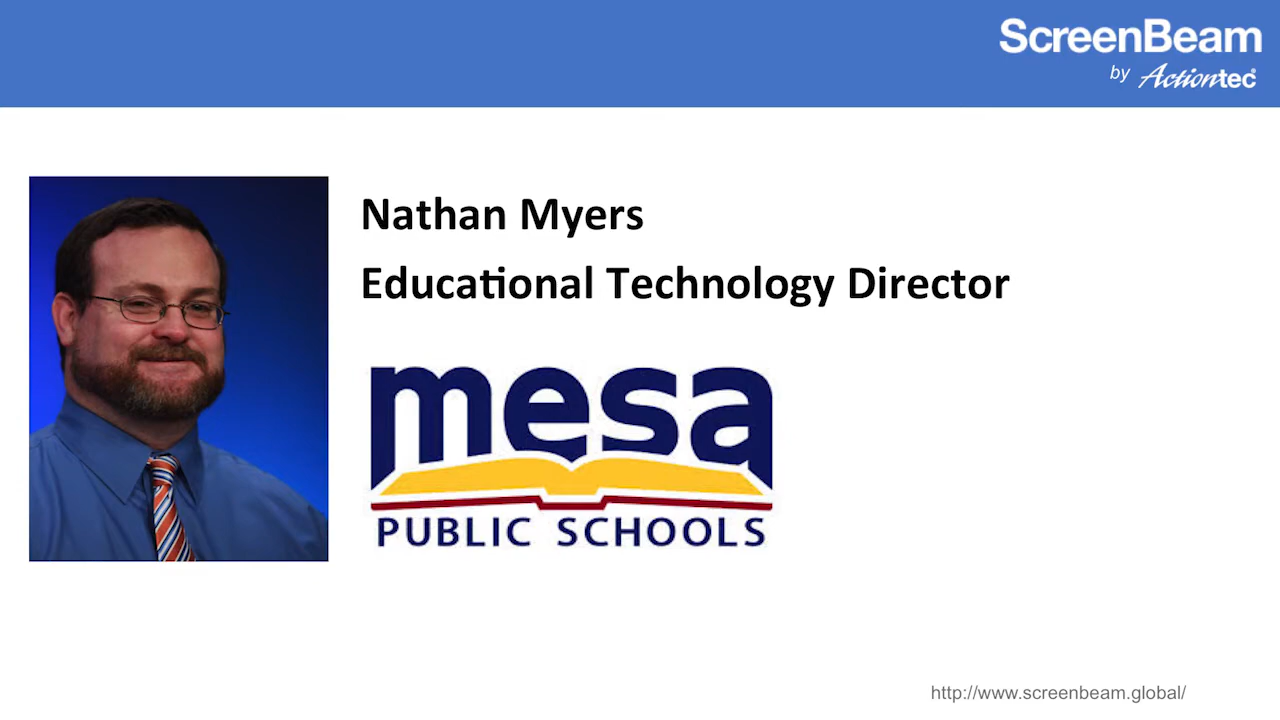 ScreenBeam
by Actiontec®
Nathan Myers
Educational Technology Director
mesa
PUBLIC SCHOOLS
http://www.screenbeam.global/